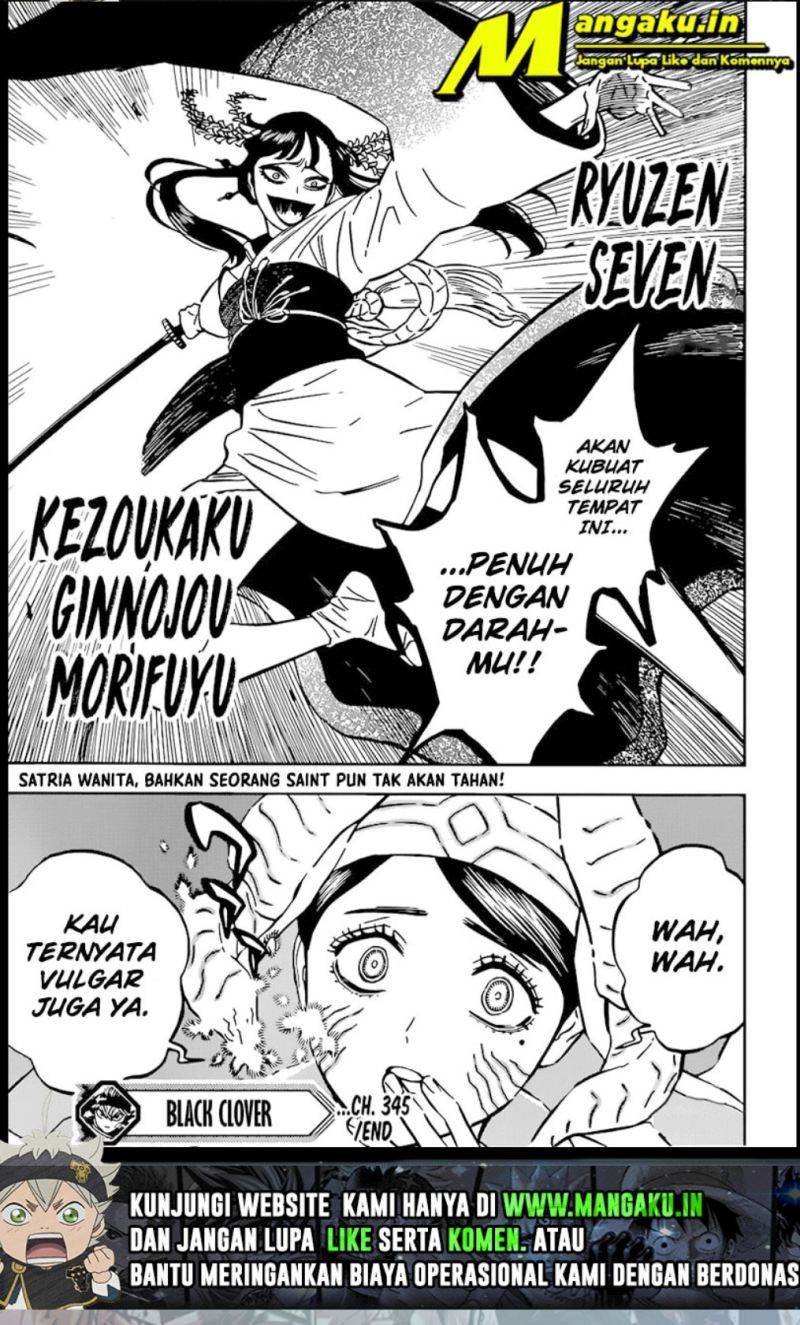 Mangaku.in
Jangan Lupa Like dan Komennya
RYUZEN
SEVEN
AKAN
KUBUAT
SELURUH
TEMPAT
INI...
...PENUH
DENGAN
DARAH-
MU!!
KEZOUKAKU
GINNOJOU
MORIFUYU
SATRIA WANITA, BAHKAN SEORANG SAINT PUN TAK AKAN TAHAN!
WAH,
WAH.
KAU
TERNYATA
VULGAR
JUGA YA.
BLACK CLOVER
...CH. 345
/END
KUNJUNGI WEBSITE KAMI HANYA DI WWW.MANGAKU.IN
DAN JANGAN LUPA LIKE SERTA KOMEN. ATAU
BANTU MERINGANKAN BIAYA OPERASIONAL KAMI DENGAN BERDONAS